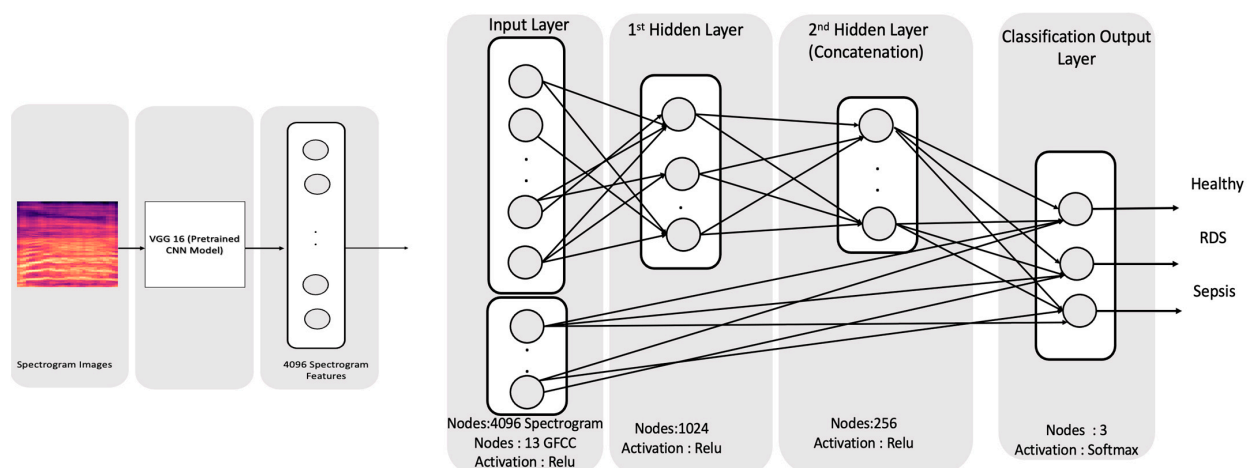 Spectrogram Images
VGG 16 (Pretrained
CNN Model)
4096 Spectrogram
Features
Input Layer
Nodes:4096 Spectrogram
Nodes : 13 GFCC
Activation : Relu
1st Hidden Layer
Nodes:1024
Activation : Relu
2nd Hidden Layer
(Concatenation)
Nodes:256
Activation : Relu
Classification Output
Layer
Nodes : 3
Activation : Softmax
Healthy
RDS
Sepsis